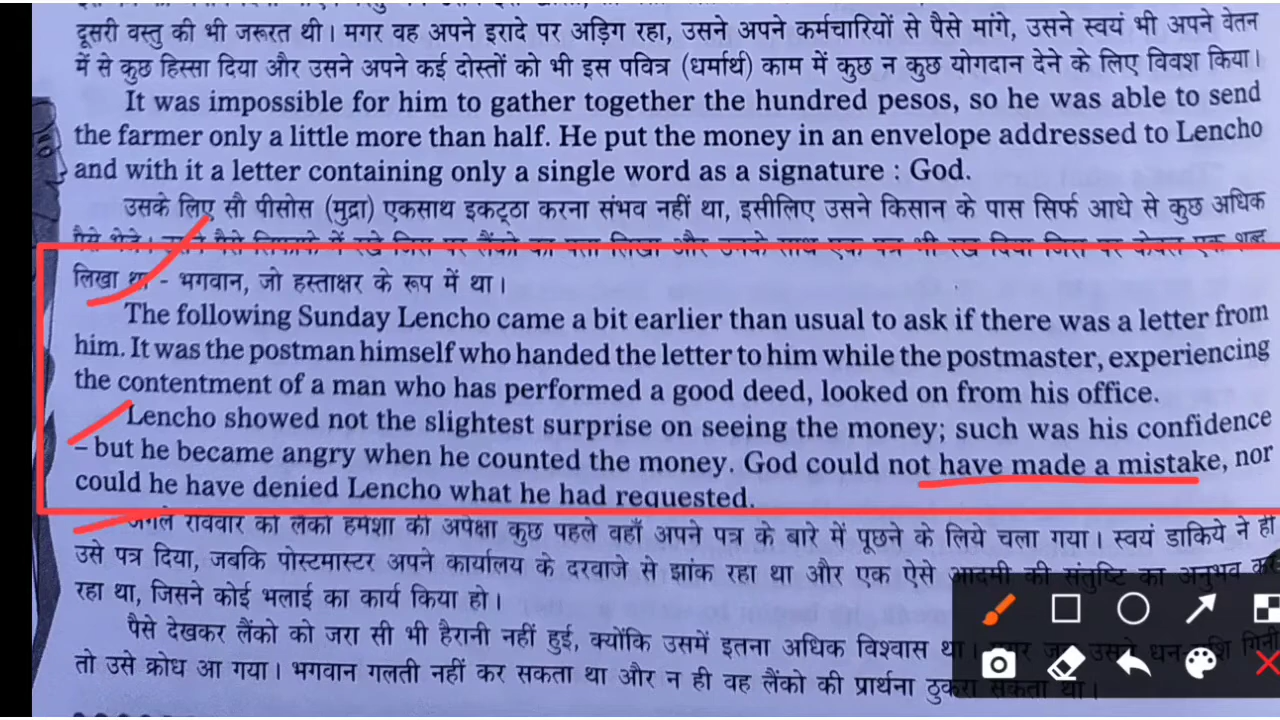 दूसरी वस्तु की भी जरूरत थी। मगर वह अपने इरादे पर अड़िग रहा, उसने अपने कर्मचारियों से पैसे मांगे, उसने स्वयं भी अपने वेतन
में से कुछ हिस्सा दिया और उसने अपने कई दोस्तों को भी इस पवित्र (धर्मार्थ) काम में कुछ न कुछ योगदान देने के लिए विवश किया।
It was impossible for him to gather together the hundred pesos, so he was able to send
the farmer only a little more than half. He put the money in an envelope addressed to Lencho
and with it a letter containing only a single word as a signature : God.
उसके लिए सौ पीसोस (मुद्रा) एकसाथ इकट्ठा करना संभव नहीं था, इसीलिए उसने किसान के पास सिर्फ आधे से कुछ अधिक
लिखा था - भगवान, जो हस्ताक्षर के रूप में था।
The following Sunday Lencho came a bit earlier than usual to ask if there was a letter from
him. It was the postman himself who handed the letter to him while the postmaster, experiencing
the contentment of a man who has performed a good deed, looked on from his office.
Lencho showed not the slightest surprise on seeing the money; such was his confidence
– but he became angry when he counted the money. God could not have made a mistake, nor
could he have denied Lencho what he had requested.
अगले रविवार को लैंको हमेशा की अपेक्षा कुछ पहले वहाँ अपने पत्र के बारे में पूछने के लिये चला गया। स्वयं डाकिये ने ही
उसे पत्र दिया, जबकि पोस्टमास्टर अपने कार्यालय के दरवाजे से झांक रहा था और एक ऐसे आदमी की संतुष्टि का अनुभव कर
रहा था, जिसने कोई भलाई का कार्य किया हो।
पैसे देखकर लैंको को जरा सी भी हैरानी नहीं हुई, क्योंकि उसमें इतना अधिक विश्वास था। उसने
तो उसे क्रोध आ गया। भगवान गलती नहीं कर सकता था और न ही वह लैंको की प्रार्थना ठुकरा सकता था।